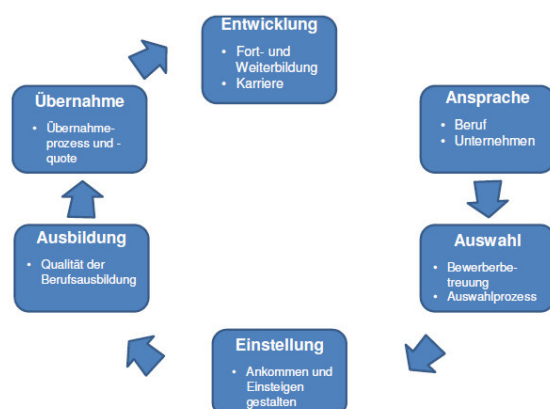 Entwicklung
• Fort- und
Weiterbildung
• Karriere
Ansprache
• Beruf
• Unternehmen
Auswahl
• Bewerberbe-
treuung
• Auswahlprozess
Einstellung
• Ankommen und
Einsteigen
gestalten
Ausbildung
• Qualität der
Berufsausbildung
Übernahme
• Übernahme-
prozess und -
quote